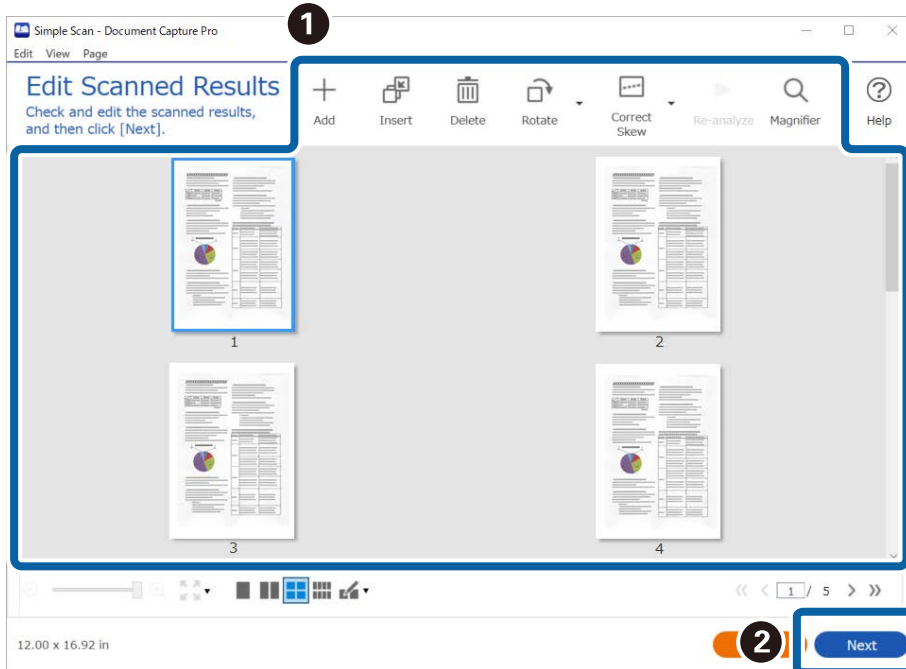 1
Simple Scan - Document Capture Pro
Edit View Page
Edit Scanned Results
Check and edit the scanned results,
and then click [Next].
Add
Insert
Delete
Rotate
Correct
Skew
Re-analyze
Magnifier
Help
1
2
3
4
1 / 5
12.00 x 16.92 in
2
Next